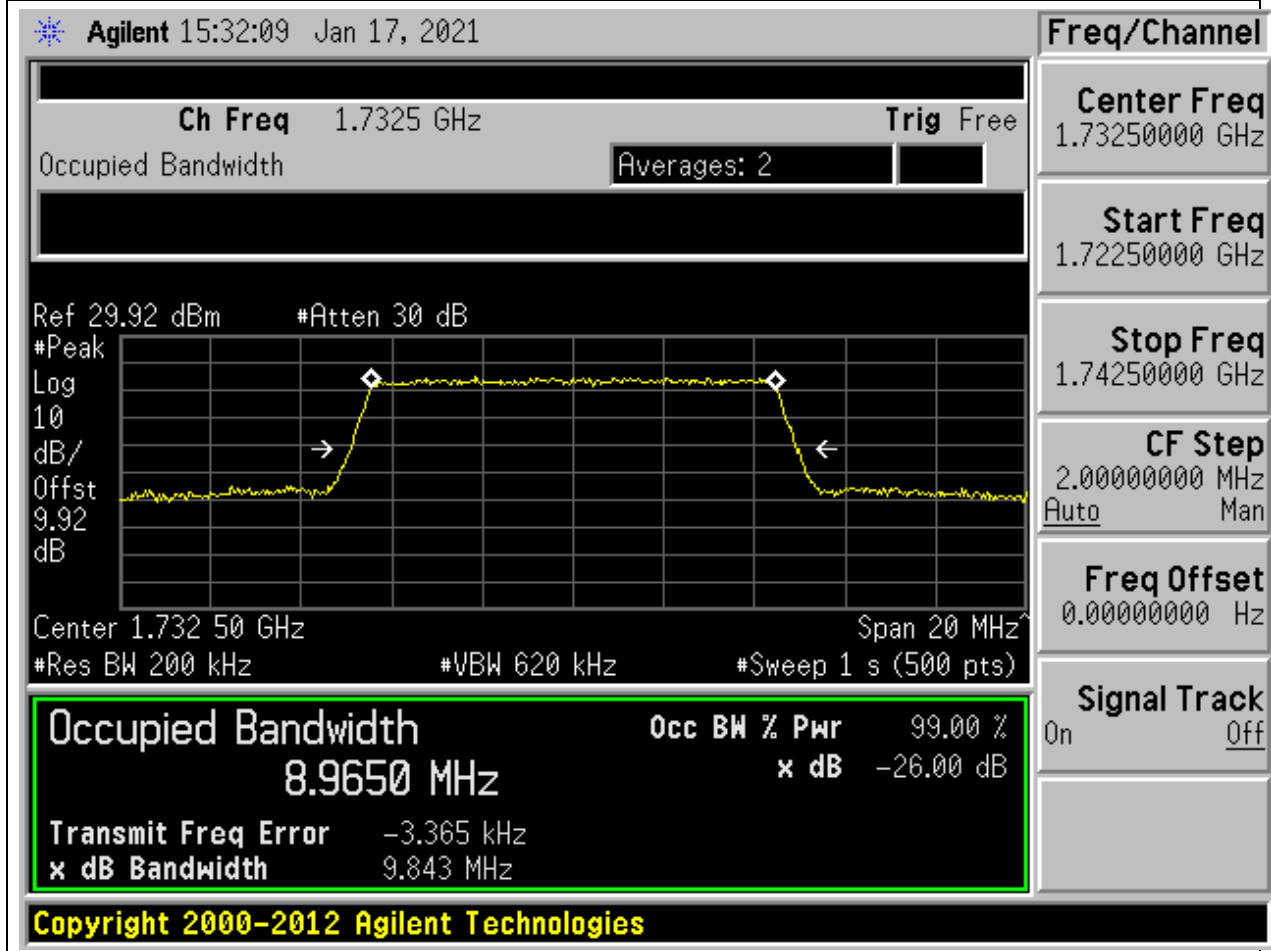 Agilent 15:32:09 Jan 17, 2021
Freq/Channel
Ch Freq 1.7325 GHz Trig Free
Occupied Bandwidth Averages: 2
Center Freq
1.73250000 GHz
Start Freq
1.72250000 GHz
Stop Freq
1.74250000 GHz
CF Step
2.00000000 MHz
Auto Man
Freq Offset
0.00000000 Hz
Signal Track
On Off
Ref 29.92 dBm #Atten 30 dB
#Peak
Log
10
dB/
Offst
9.92
dB
Center 1.732 50 GHz Span 20 MHz^
#Res BW 200 kHz #VBW 620 kHz #Sweep 1 s (500 pts)
Occupied Bandwidth Occ BW % Pwr 99.00 %
8.9650 MHz x dB -26.00 dB
Transmit Freq Error -3.365 kHz
x dB Bandwidth 9.843 MHz
Copyright 2000-2012 Agilent Technologies